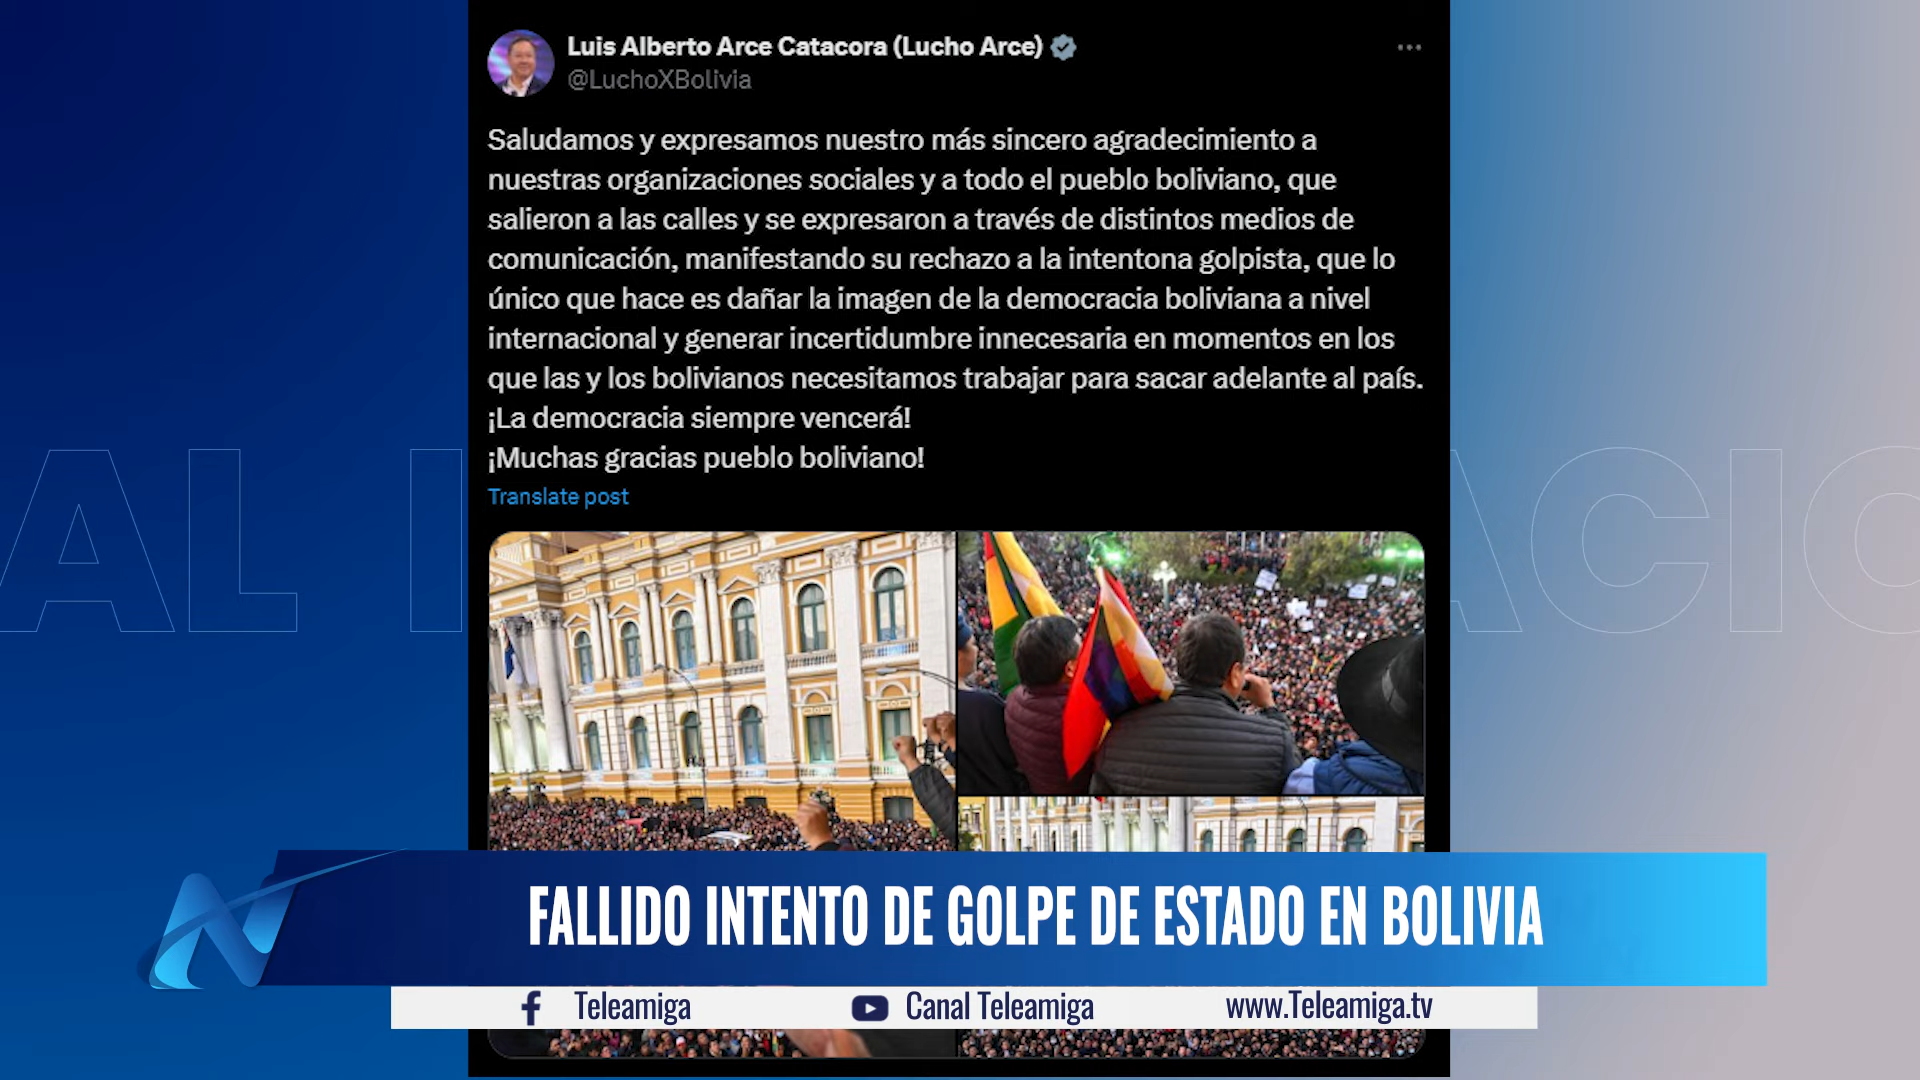 Luis Alberto Arce Catacora (Lucho Arce)
@LuchoXBolivia
Saludamos y expresamos nuestro más sincero agradecimiento a
nuestras organizaciones sociales y a todo el pueblo boliviano, que
salieron a las calles y se expresaron a través de distintos medios de
comunicación, manifestando su rechazo a la intentona golpista, que lo
único que hace es dañar la imagen de la democracia boliviana a nivel
internacional y generar incertidumbre innecesaria en momentos en los
que las y los bolivianos necesitamos trabajar para sacar adelante al país.
¡La democracia siempre vencerá!
¡Muchas gracias pueblo boliviano!
Translate post
AL I
ACIO
FALLIDO INTENTO DE GOLPE DE ESTADO EN BOLIVIA
Teleamiga
Canal Teleamiga
www.Teleamiga.tv